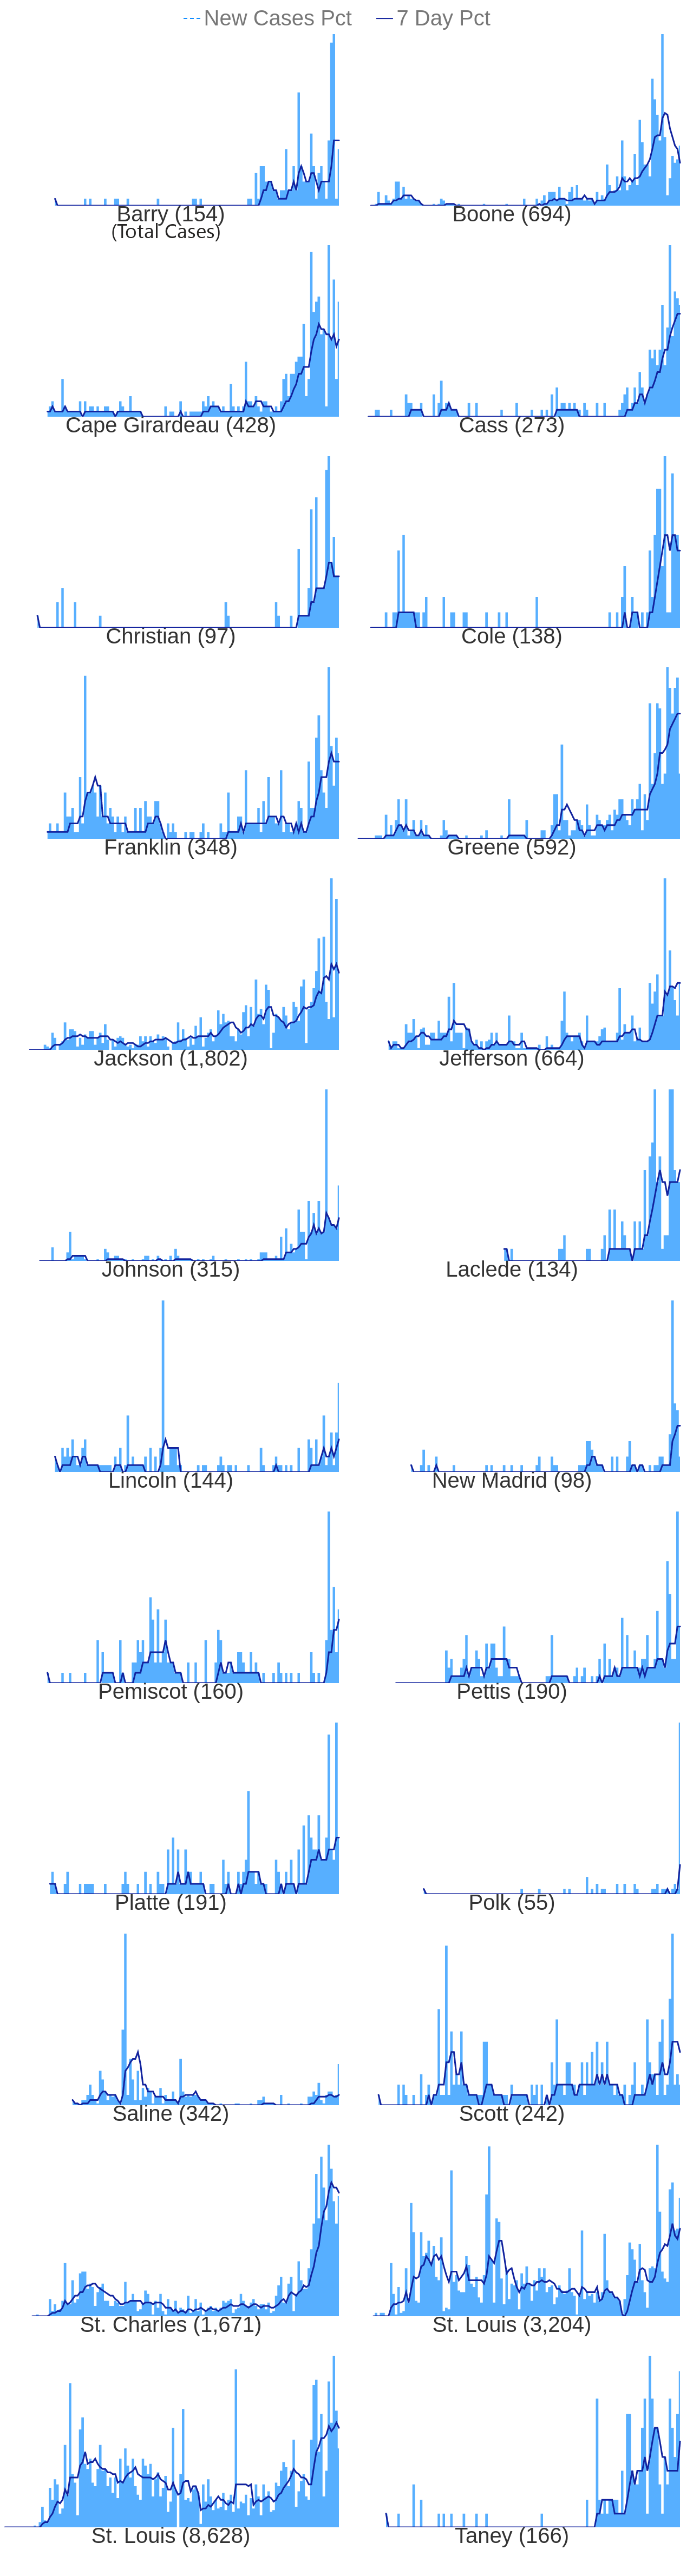 New Cases Pct 7 Day Pct
Barry (154) Boone (694)
(Total Cases)
Cape Girardeau (428) Cass (273)
Christian (97) Cole (138)
Franklin (348) Greene (592)
Jackson (1,802) Jefferson (664)
Johnson (315) Laclede (134)
Lincoln (144) New Madrid (98)
Pemiscot (160) Pettis (190)
Platte (191) Polk (55)
Saline (342) Scott (242)
St. Charles (1,671) St. Louis (3,204)
St. Louis (8,628) Taney (166)